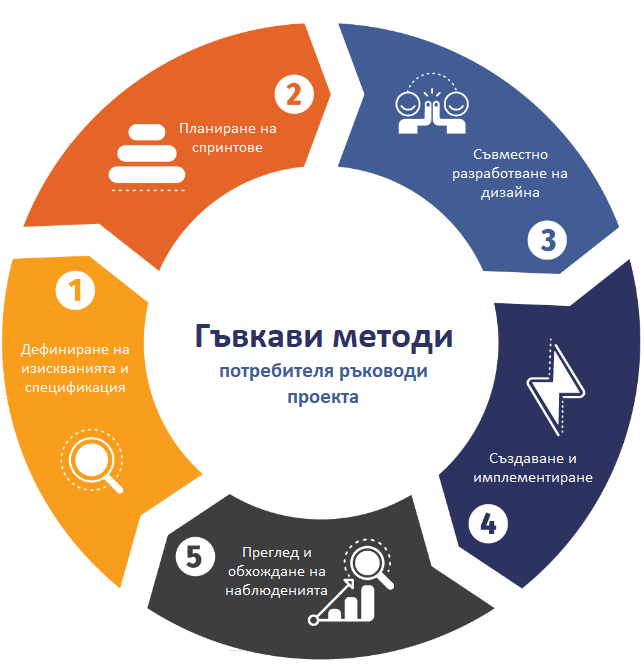 Гъвкави методи
потребителя ръководи
проекта
1
Дефиниране на
изискванията и
спецификация
2
Планиране на
спринтове
3
Съвместно
разработване на
дизайна
4
Създаване и
имплементиране
5
Преглед и
обхождане на
наблюденията